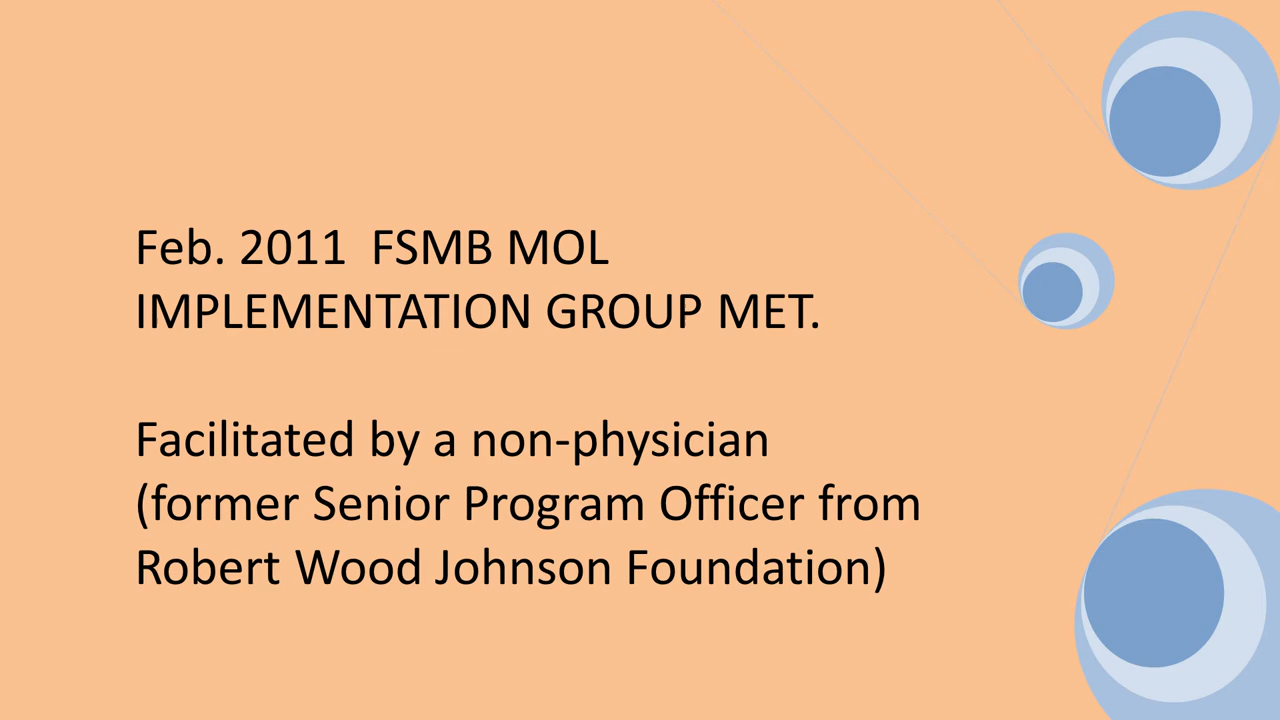 Feb. 2011  FSMB MOL
IMPLEMENTATION GROUP MET.
Facilitated by a non-physician
(former Senior Program Officer from
Robert Wood Johnson Foundation)